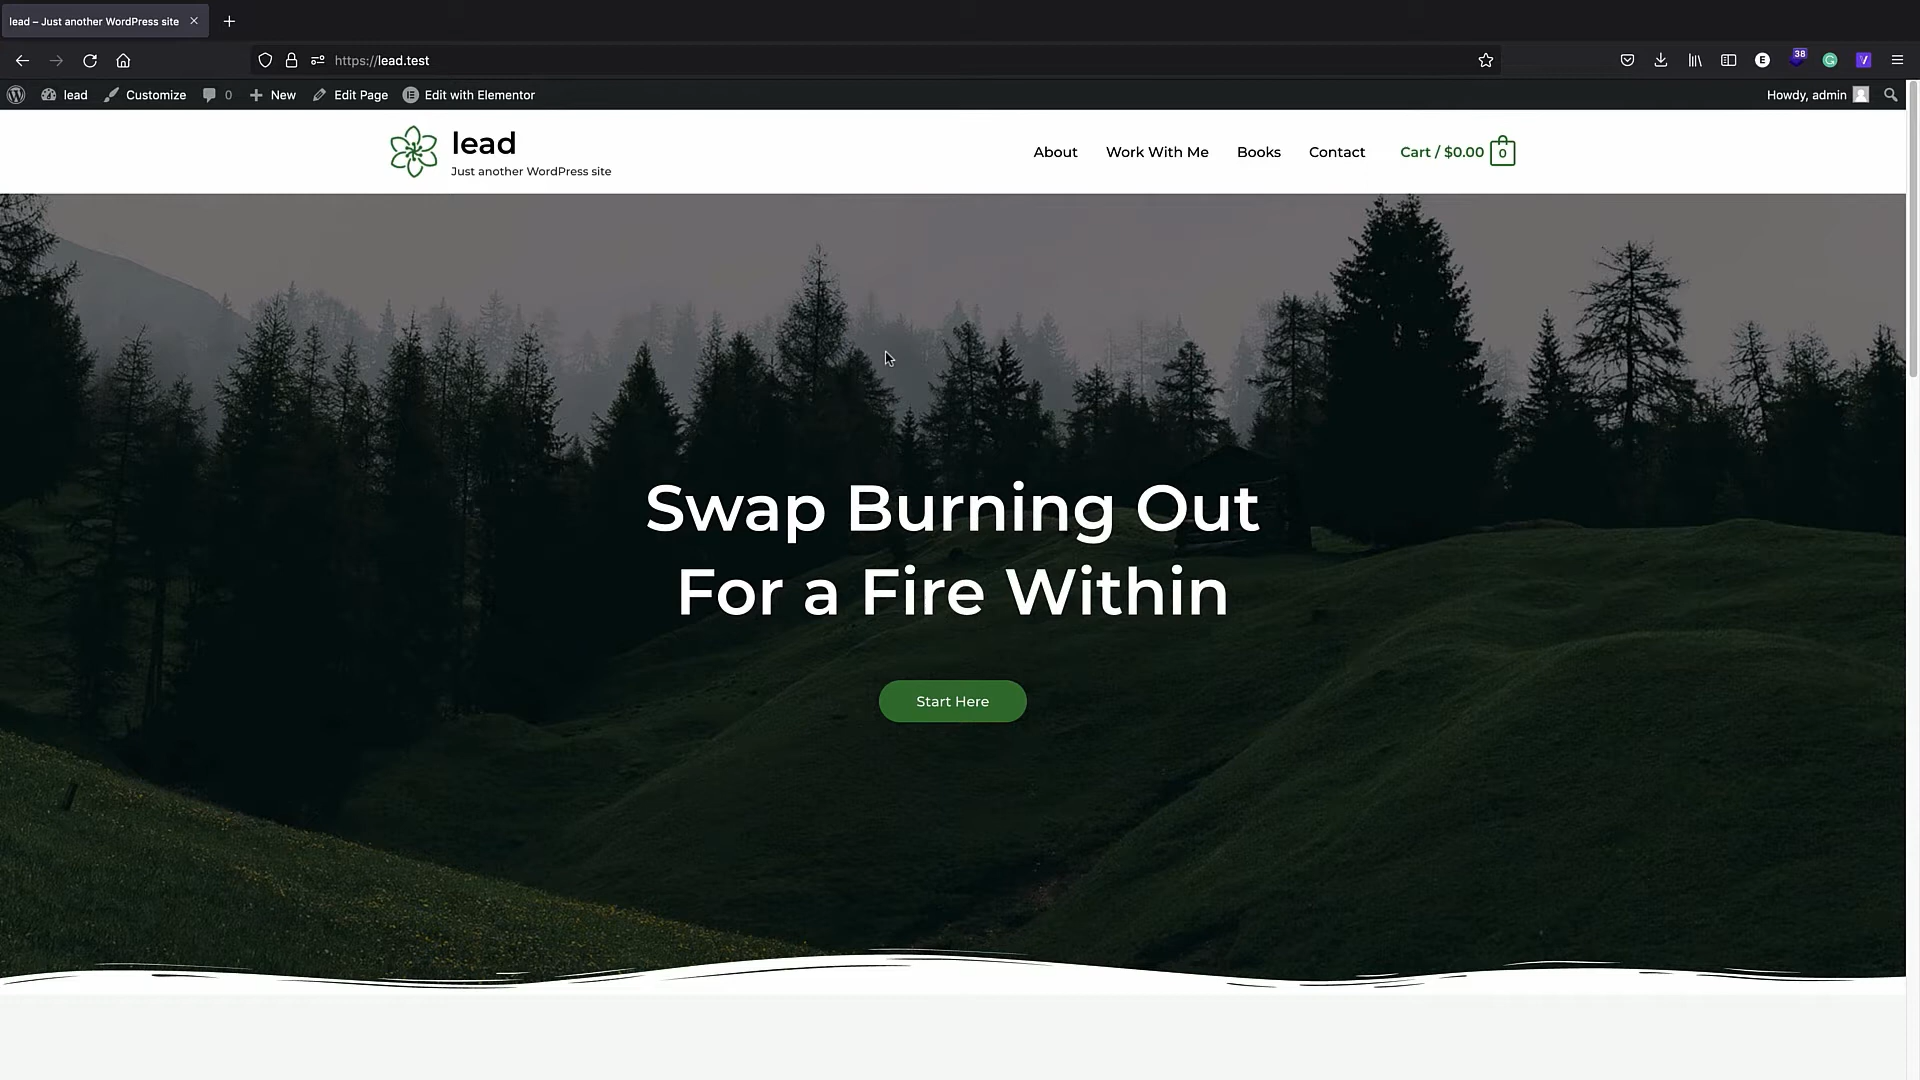 lead – Just another WordPress site
https://lead.test
38
lead
Customize
0
New
Edit Page
Edit with Elementor
Howdy, admin
lead
Just another WordPress site
About
Work With Me
Books
Contact
Cart / $0.00
0
Swap Burning Out
For a Fire Within
Start Here